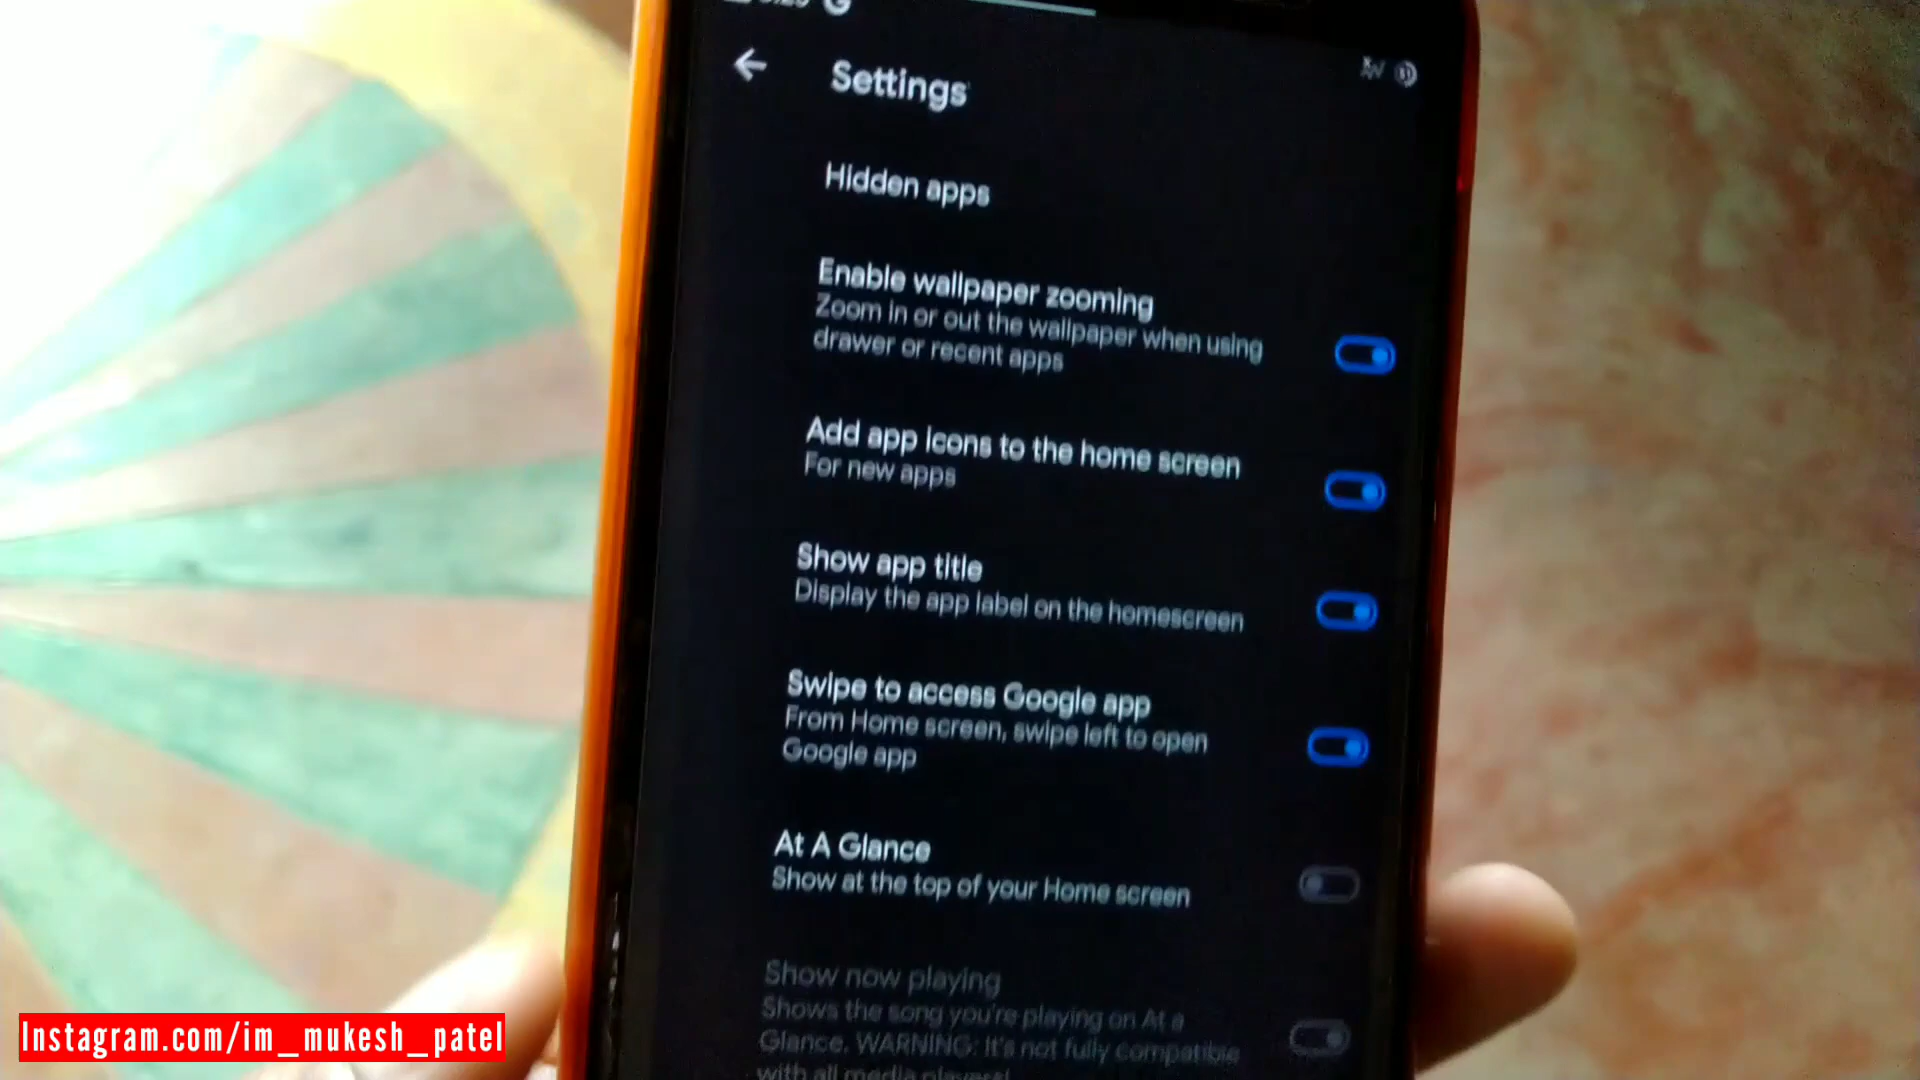 Settings
Hidden apps
Enable wallpaper zooming
Zoom in or out the wallpaper when using
drawer or recent apps
Add app icons to the home screen
For new apps
Show app title
Display the app label on the homescreen
Swipe to access Google app
From Home screen, swipe left to open
Google app
At A Glance
Show at the top of your Home screen
Show now playing
Shows the song you're playing on At a
Glance. WARNING: It's not fully compatible
with all media players!
Instagram.com/im_mukesh_patel